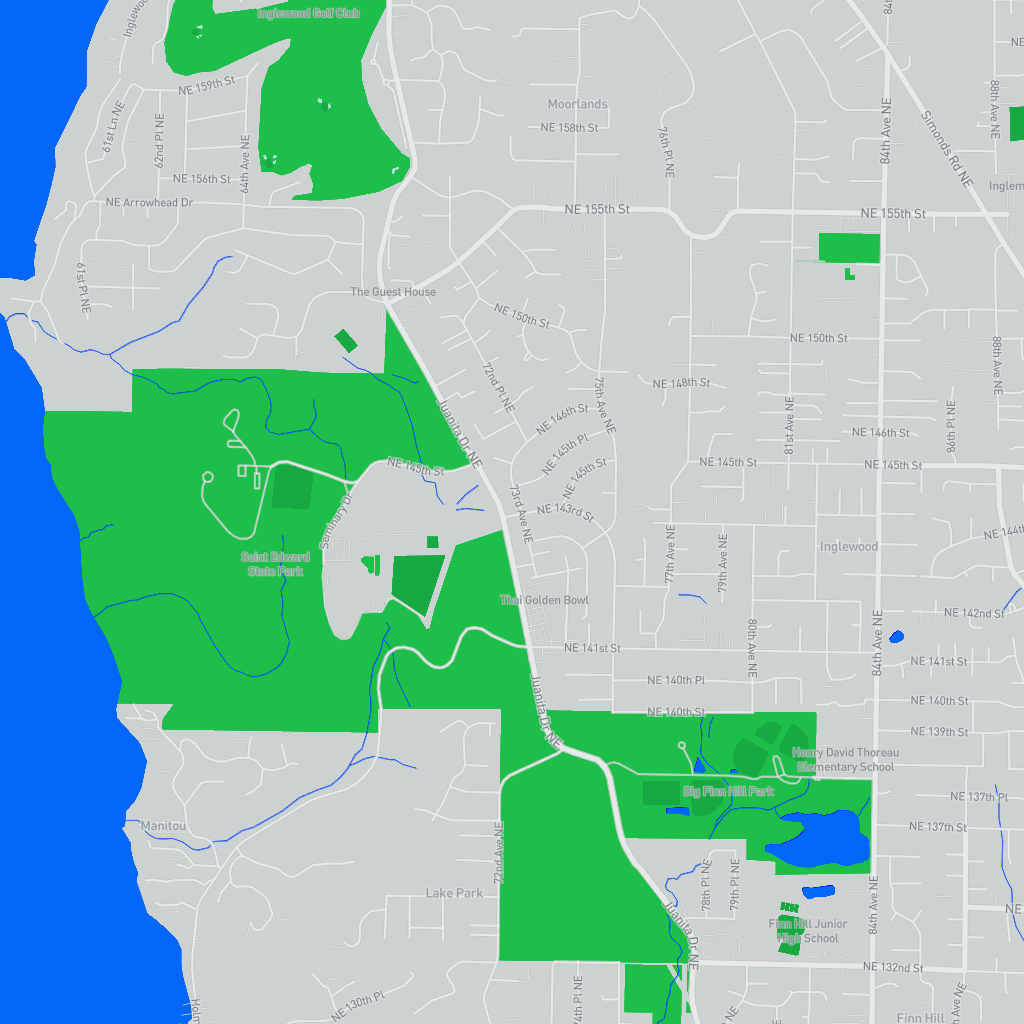 Inglewood Golf Club
84th
NE
NE 159th St
61st Ln NE
62nd Pl NE
64th Ave NE
NE 156th St
NE Arrowhead Dr
61st Pl NE
Moorlands
NE 158th St
76th Pl NE
84th Ave NE
Simonds Rd NE
88th Ave NE
NE 155th St
NE 155th St
The Guest House
NE 150th St
NE 150th St
72nd Pl NE
NE 148th St
75th Ave NE
88th Ave NE
Juanita Dr NE
NE 146th St
NE 145th Pl
NE 145th St
81st Ave NE
86th Pl NE
NE 146th St
NE 145th St
NE 145th St
NE 145th St
Seminary Dr
73rd Ave NE
NE 143rd St
77th Ave NE
79th Ave NE
Inglewood
NE 144th
Saint Edward
State Park
Thai Golden Bowl
80th Ave NE
84th Ave NE
NE 142nd St
NE 141st St
NE 141st St
NE 140th Pl
NE 140th St
NE 140th St
Juanita Dr NE
NE 139th St
Henry David Thoreau
Elementary School
Big Finn Hill Park
NE 137th Pl
NE 137th St
Manitou
72nd Ave NE
Lake Park
78th Pl NE
79th Pl NE
84th Ave NE
NE
Juanita Dr NE
Finn Hill Junior
High School
NE 132nd St
NE 130th Pl
74th Pl NE
Holm
Finn Hill